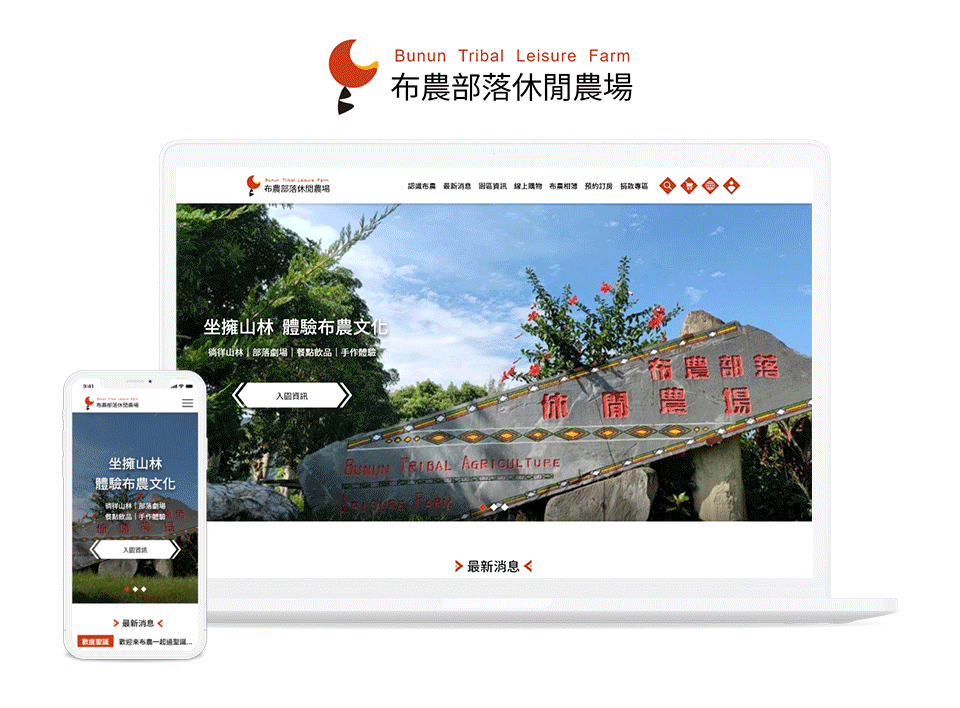 Bunun Tribal Leisure Farm
布農部落休閒農場
Bunun Tribal Leisure Farm
布農部落休閒農場
認識布農 最新消息 園區資訊 線上購物 布農相簿 預約訂房 捐款專區
坐擁山林 體驗布農文化
徜徉山林｜部落劇場｜餐點飲品｜手作體驗
入園資訊
布農部落
休閒農場
BUNUN TRIBAL AGRICULTURE
LEISURE FARM
最新消息
9:41
Bunun Tribal Leisure Farm
布農部落休閒農場
坐擁山林
體驗布農文化
徜徉山林｜部落劇場
餐點飲品｜手作體驗
入園資訊
最新消息
歡度聖誕 歡迎來布農一起過聖誕...